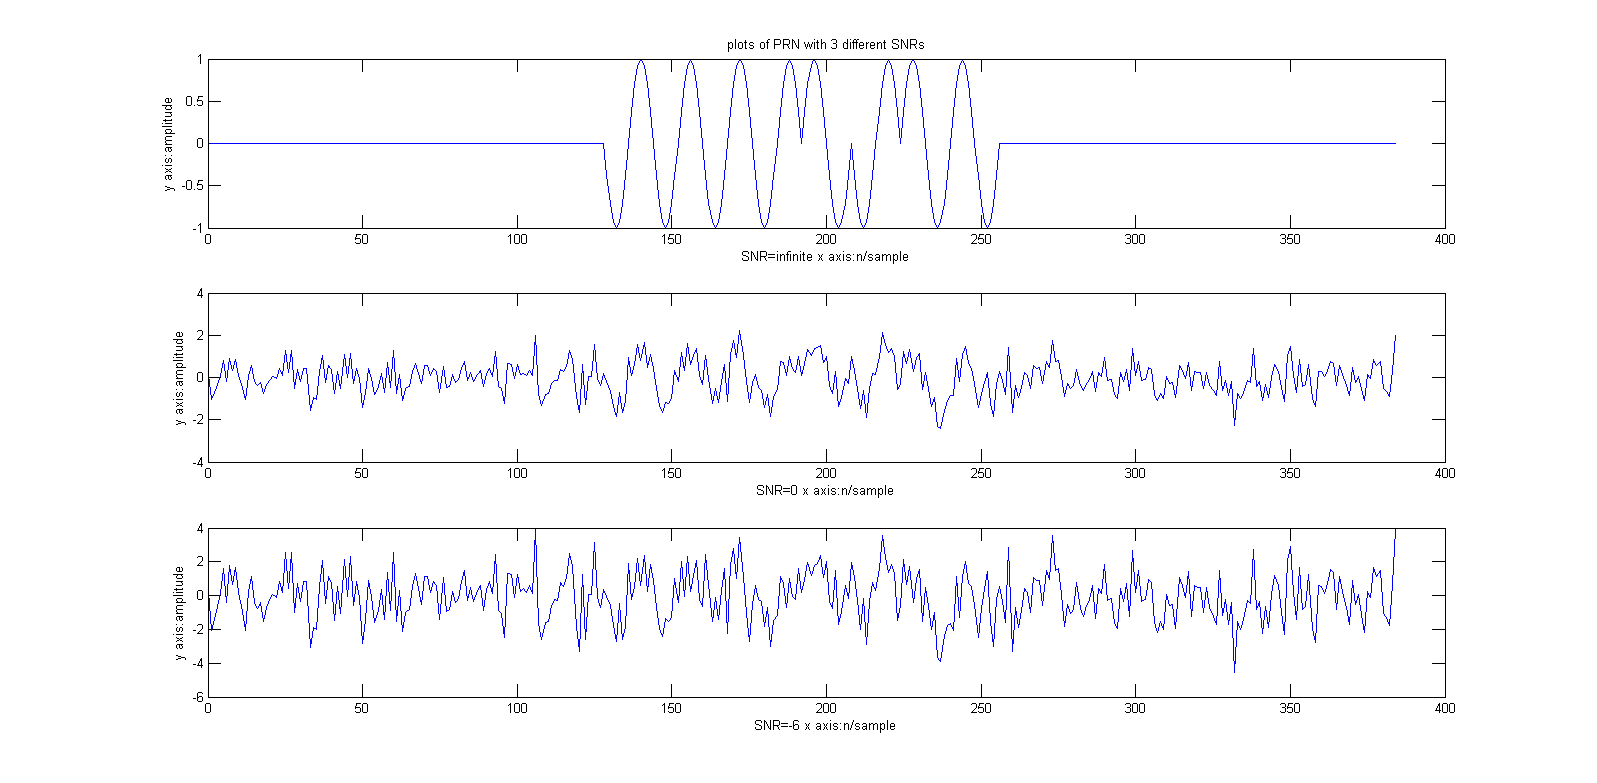 plots of PRN with 3 different SNRs
y axis:amplitude
1
0.5
0
-0.5
-1
0 50 100 150 200 250 300 350 400
SNR=infinite x axis:n/sample
y axis:amplitude
4
2
0
-2
-4
0 50 100 150 200 250 300 350 400
SNR=0 x axis:n/sample
y axis:amplitude
4
2
0
-2
-4
-6
0 50 100 150 200 250 300 350 400
SNR=-6 x axis:n/sample